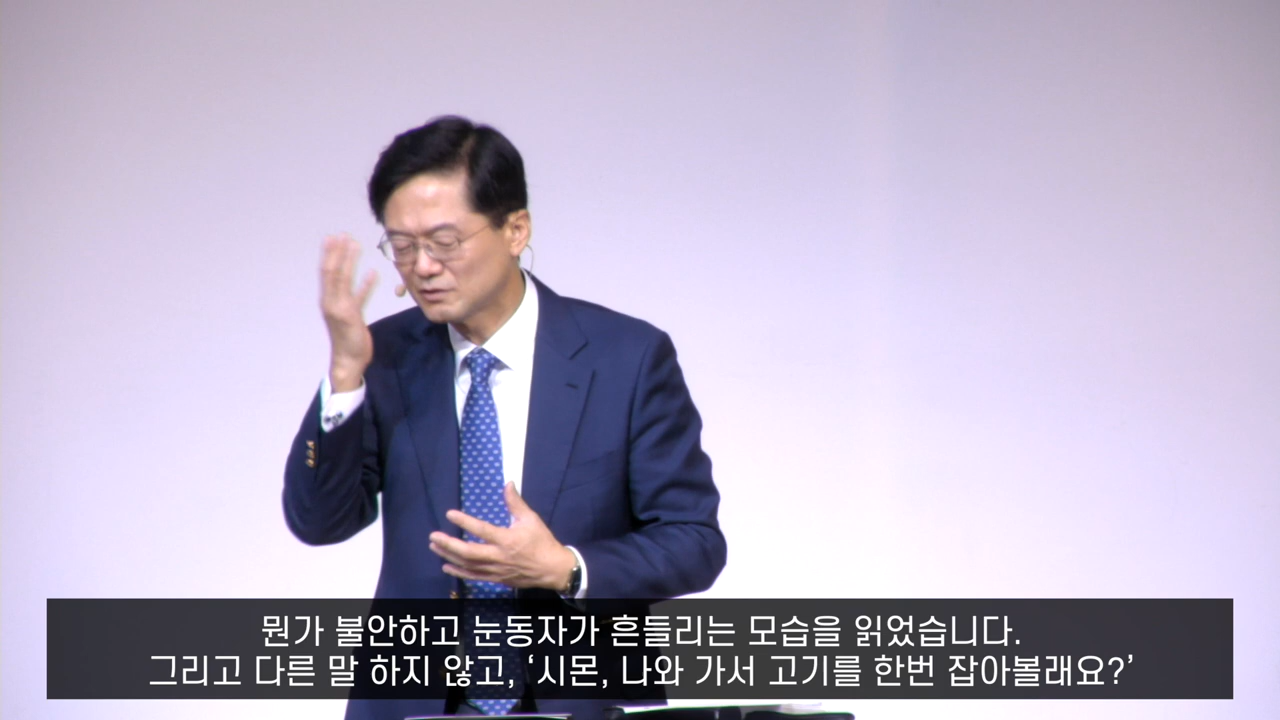 뭔가 불안하고 눈동자가 흔들리는 모습을 읽었습니다.
그리고 다른 말 하지 않고, ‘시몬, 나와 가서 고기를 한번 잡아볼래요?’